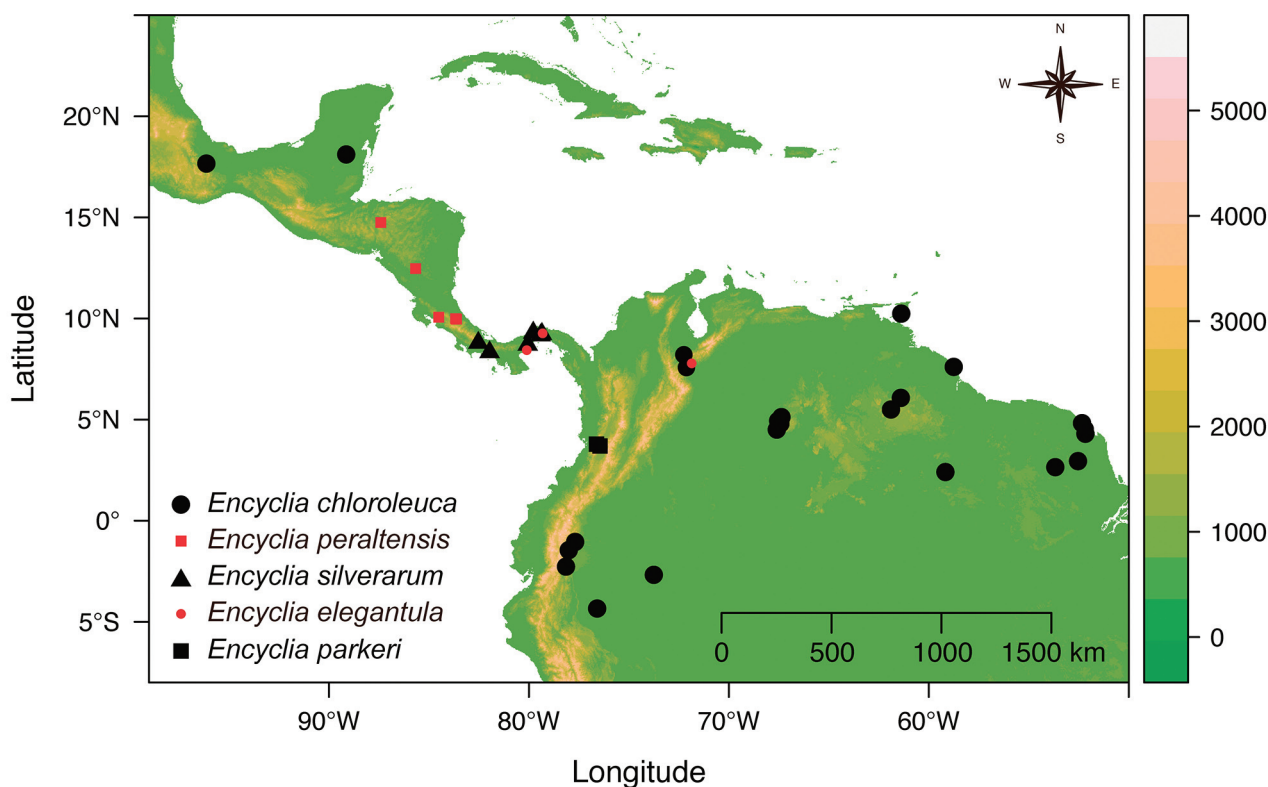 N
W E
S
20°N
15°N
10°N
5°N
0°
5°S
Latitude
Encyclia chloroleuca
Encyclia peraltensis
Encyclia silverarum
Encyclia elegantula
Encyclia parkeri
0 500 1000 1500 km
90°W 80°W 70°W 60°W
Longitude
5000
4000
3000
2000
1000
0